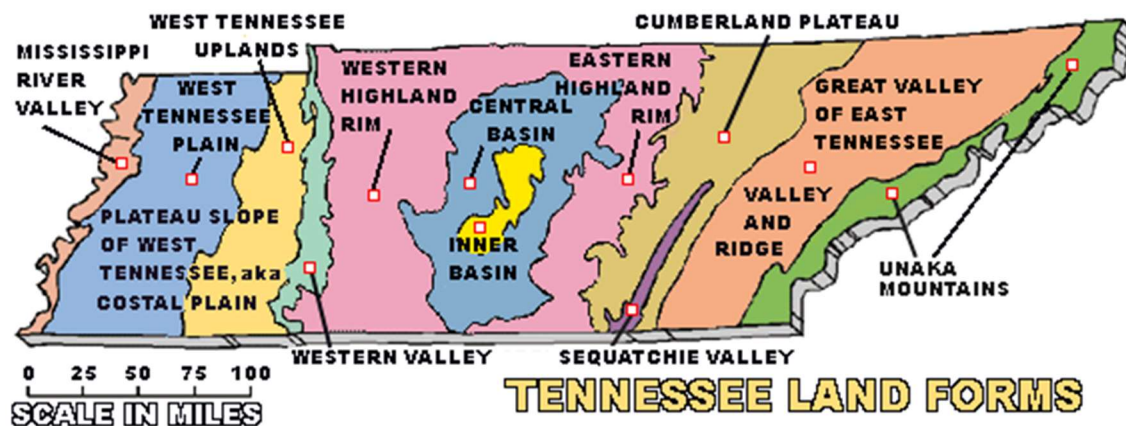 WEST TENNESSEE
UPLANDS
CUMBERLAND PLATEAU
MISSISSIPPI
RIVER
VALLEY
WEST
TENNESSEE
PLAIN
WESTERN
HIGHLAND
RIM
CENTRAL
BASIN
EASTERN
HIGHLAND
RIM
GREAT VALLEY
OF EAST
TENNESSEE
PLATEAU SLOPE
OF WEST
TENNESSEE, aka
COSTAL PLAIN
INNER
BASIN
VALLEY
AND
RIDGE
UNAKA
MOUNTAINS
WESTERN VALLEY
SEQUATCHIE VALLEY
0 25 50 75 100
SCALE IN MILES
TENNESSEE LAND FORMS